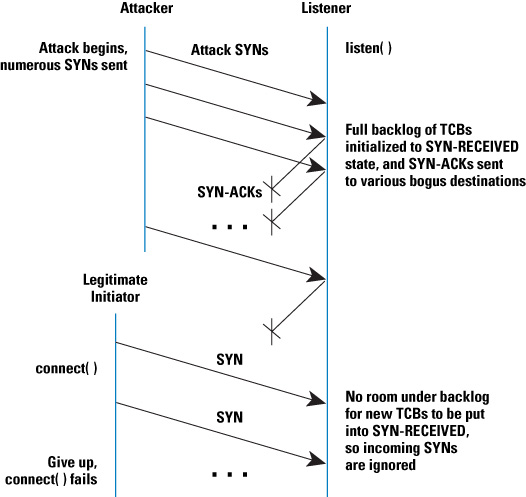 Attacker
Listener
Attack begins,
numerous SYNs sent
Attack SYNs
listen( )
Full backlog of TCBs
initialized to SYN-RECEIVED
state, and SYN-ACKs sent
to various bogus destinations
SYN-ACKs
. . .
Legitimate
Initiator
connect( )
SYN
No room under backlog
for new TCBs to be put
into SYN-RECEIVED,
so incoming SYNs
are ignored
SYN
Give up,
connect( ) fails
. . .